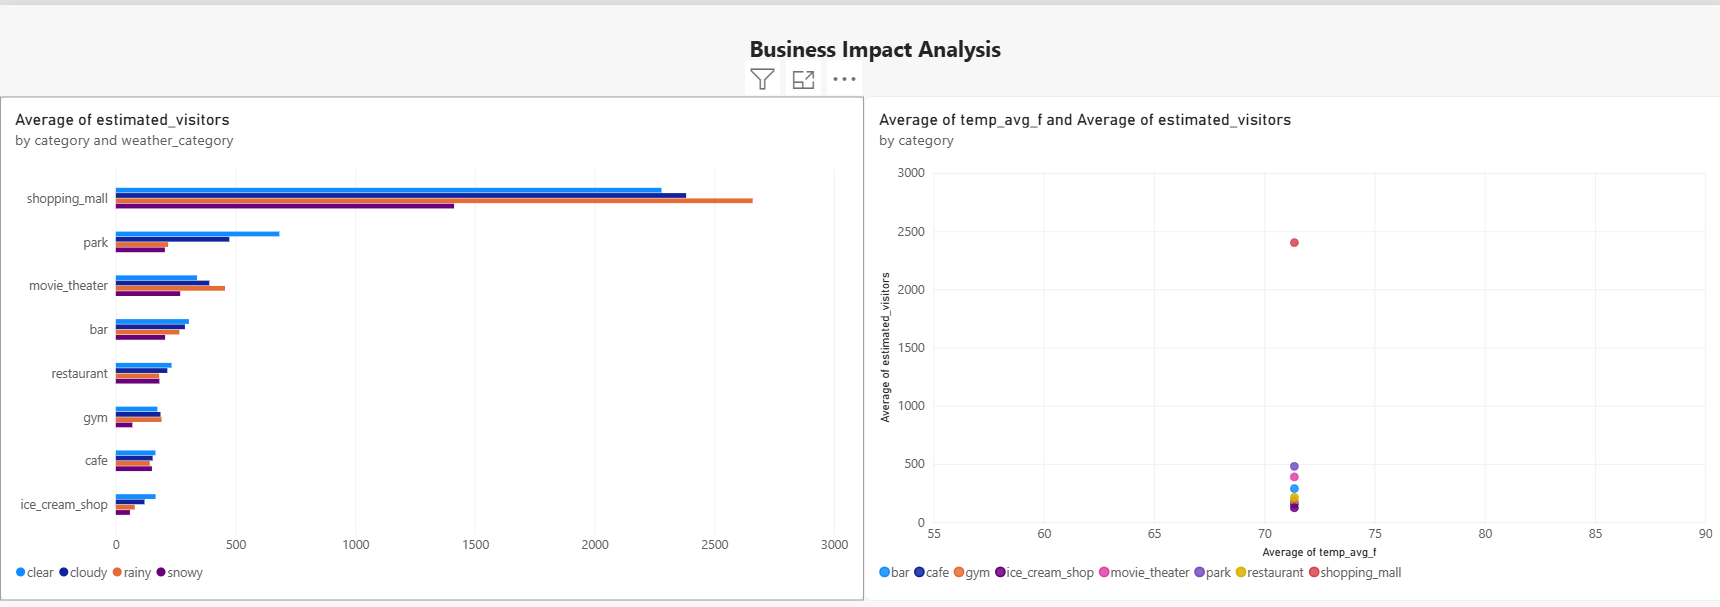 Business Impact Analysis
Average of estimated_visitors
by category and weather_category
shopping_mall
park
movie_theater
bar
restaurant
gym
cafe
ice_cream_shop
0 500 1000 1500 2000 2500 3000
clear cloudy rainy snowy
Average of temp_avg_f and Average of estimated_visitors
by category
Average of estimated_visitors
3000
2500
2000
1500
1000
500
0
55 60 65 70 75 80 85 90
Average of temp_avg_f
bar cafe gym ice_cream_shop movie_theater park restaurant shopping_mall